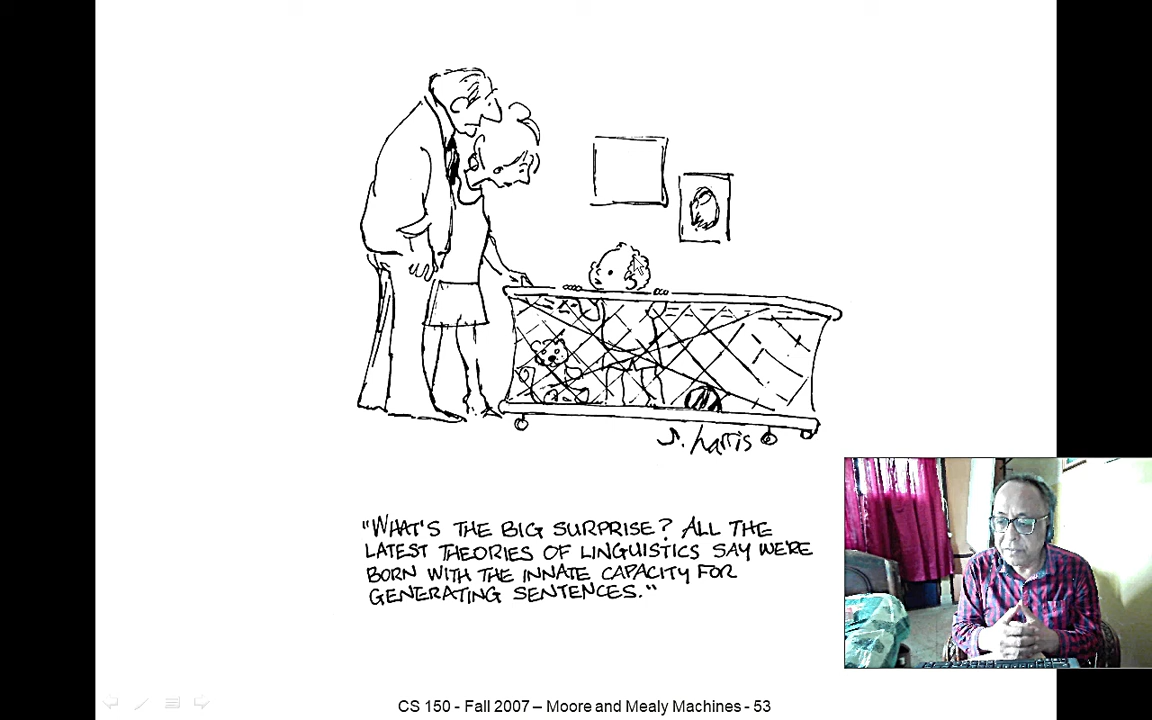 S. harris
"WHAT'S THE BIG SURPRISE? ALL THE
LATEST THEORIES OF LINGUISTICS SAY WE'RE
BORN WITH THE INNATE CAPACITY FOR
GENERATING SENTENCES."
CS 150 - Fall 2007 – Moore and Mealy Machines - 53